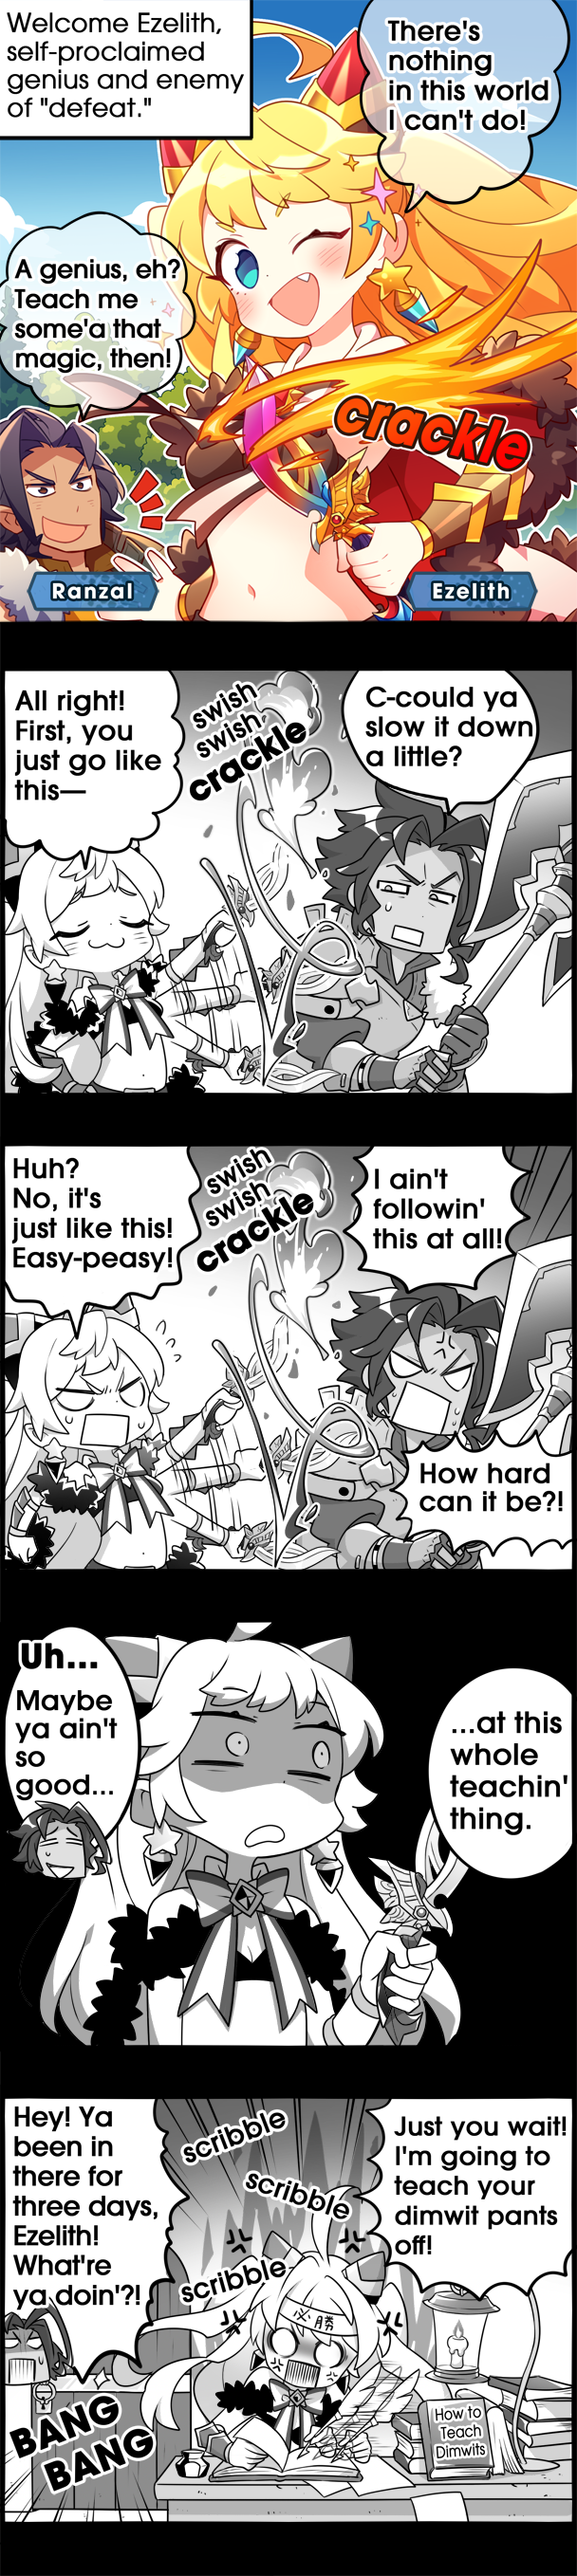 Welcome Ezelith,
self-proclaimed
genius and enemy
of "defeat."
There's
nothing
in this world
I can't do!
A genius, eh?
Teach me
some'a that
magic, then!
crackle
Ranzal
Ezelith
All right!
First, you
just go like
this—
swish
swish
crackle
C-could ya
slow it down
a little?
Huh?
No, it's
just like this!
Easy-peasy!
swish
swish
crackle
I ain't
followin'
this at all!
How hard
can it be?!
Uh...
Maybe
ya ain't
so
good...
...at this
whole
teachin'
thing.
Hey! Ya
been in
there for
three days,
Ezelith!
What're
ya doin'?!
scribble
scribble
scribble
Just you wait!
I'm going to
teach your
dimwit pants
off!
必勝
BANG
BANG
How to
Teach
Dimwits